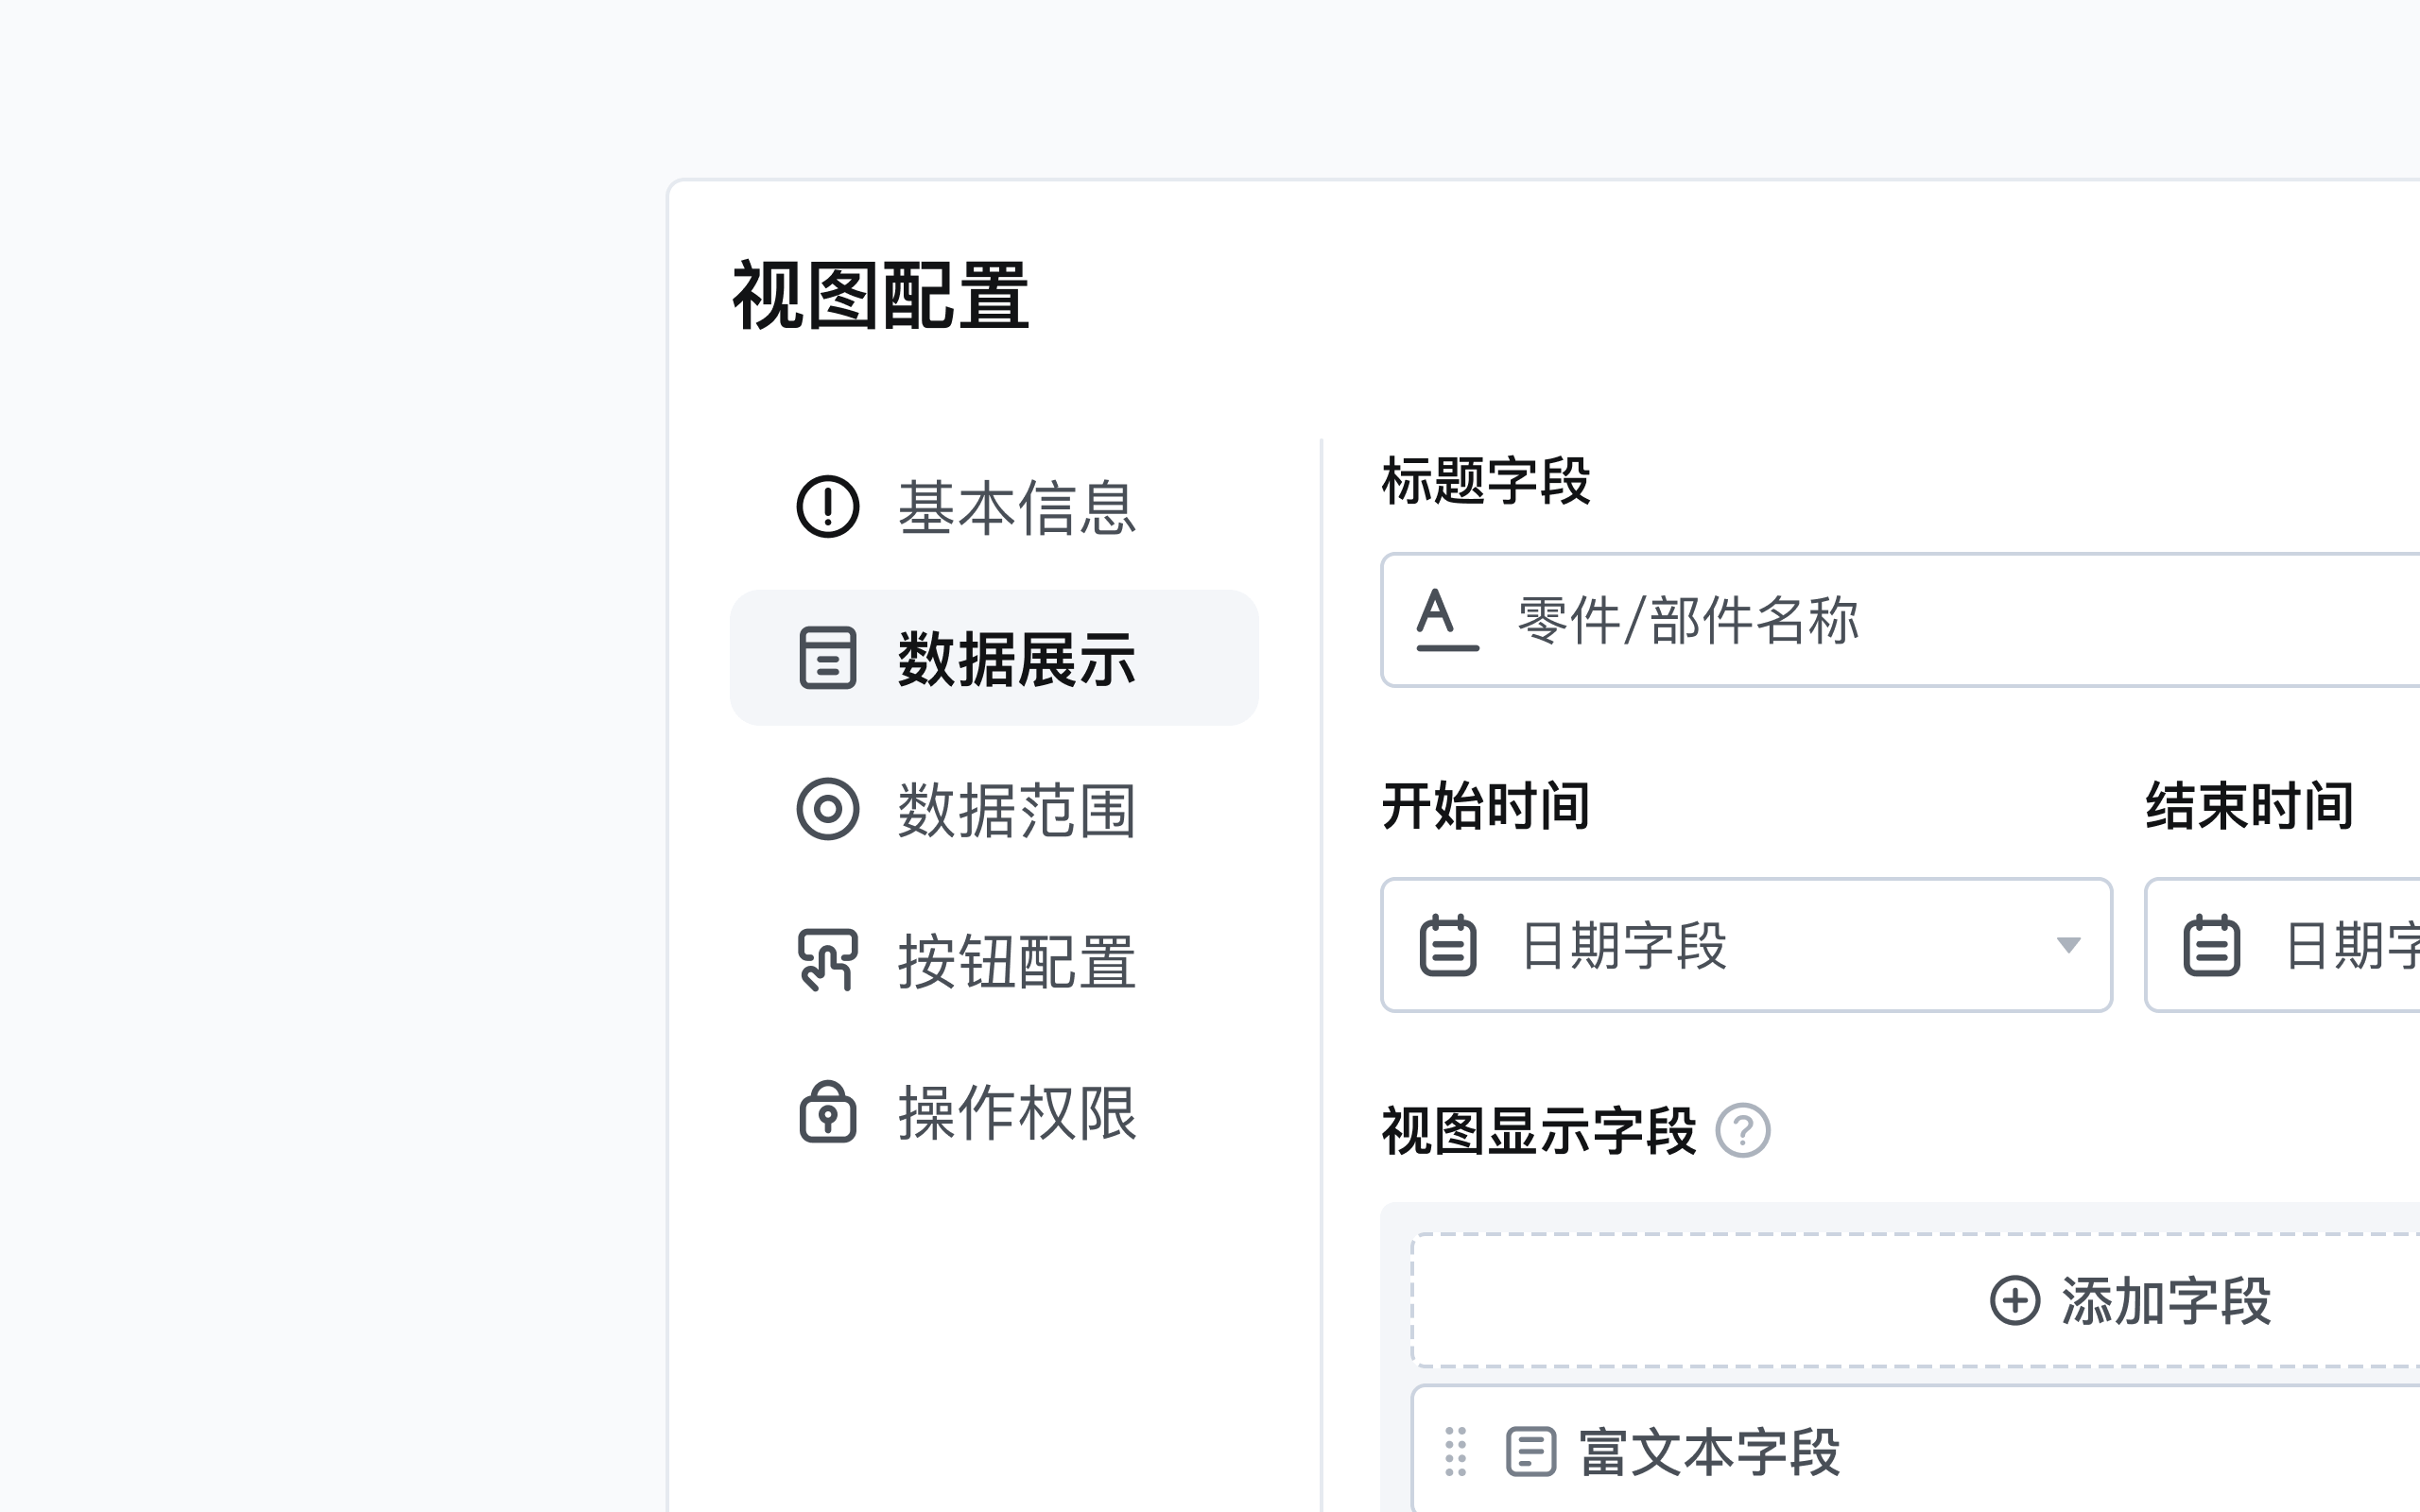 视图配置
基本信息
数据展示
数据范围
按钮配置
操作权限
标题字段
零件/部件名称
开始时间
结束时间
日期字段
日期字
视图显示字段
添加字段
富文本字段